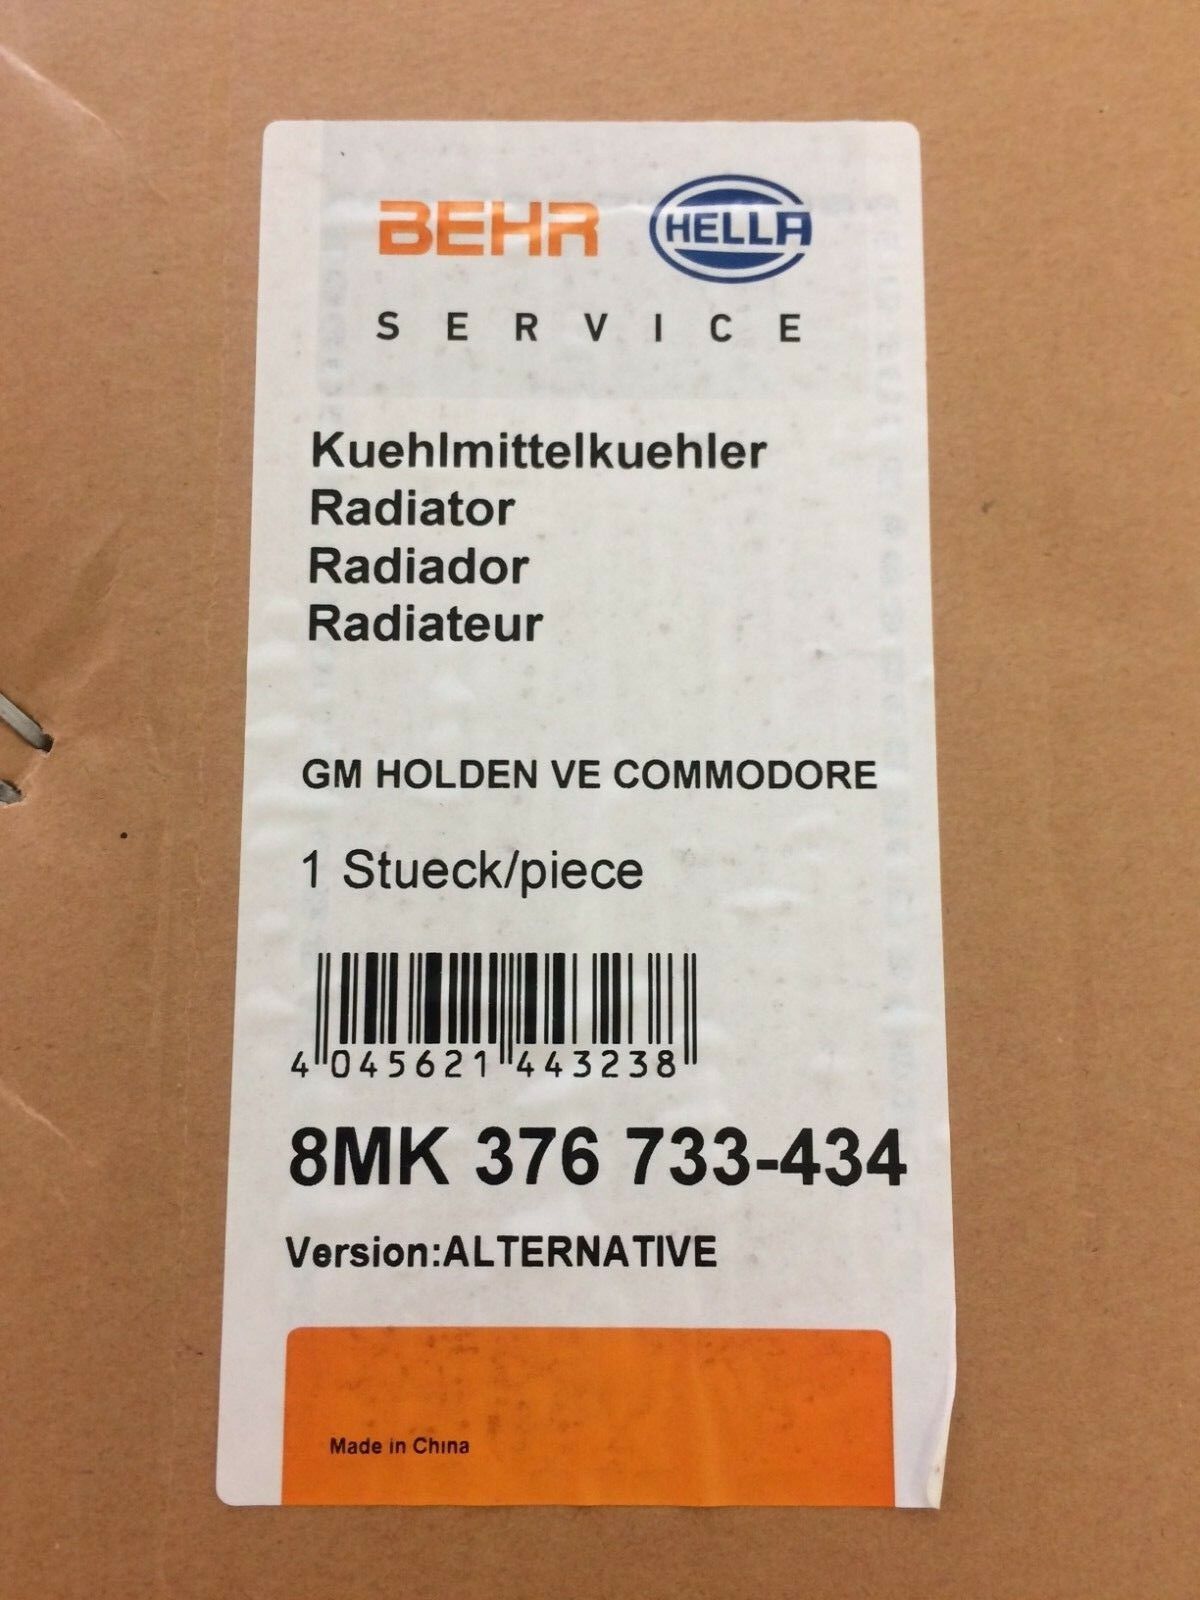 BEHR HELLA
SERVICE
Kuehlmittelkuehler
Radiator
Radiador
Radiateur
GM HOLDEN VE COMMODORE
1 Stueck/piece
4 045621 443238
8MK 376 733-434
Version:ALTERNATIVE
Made in China